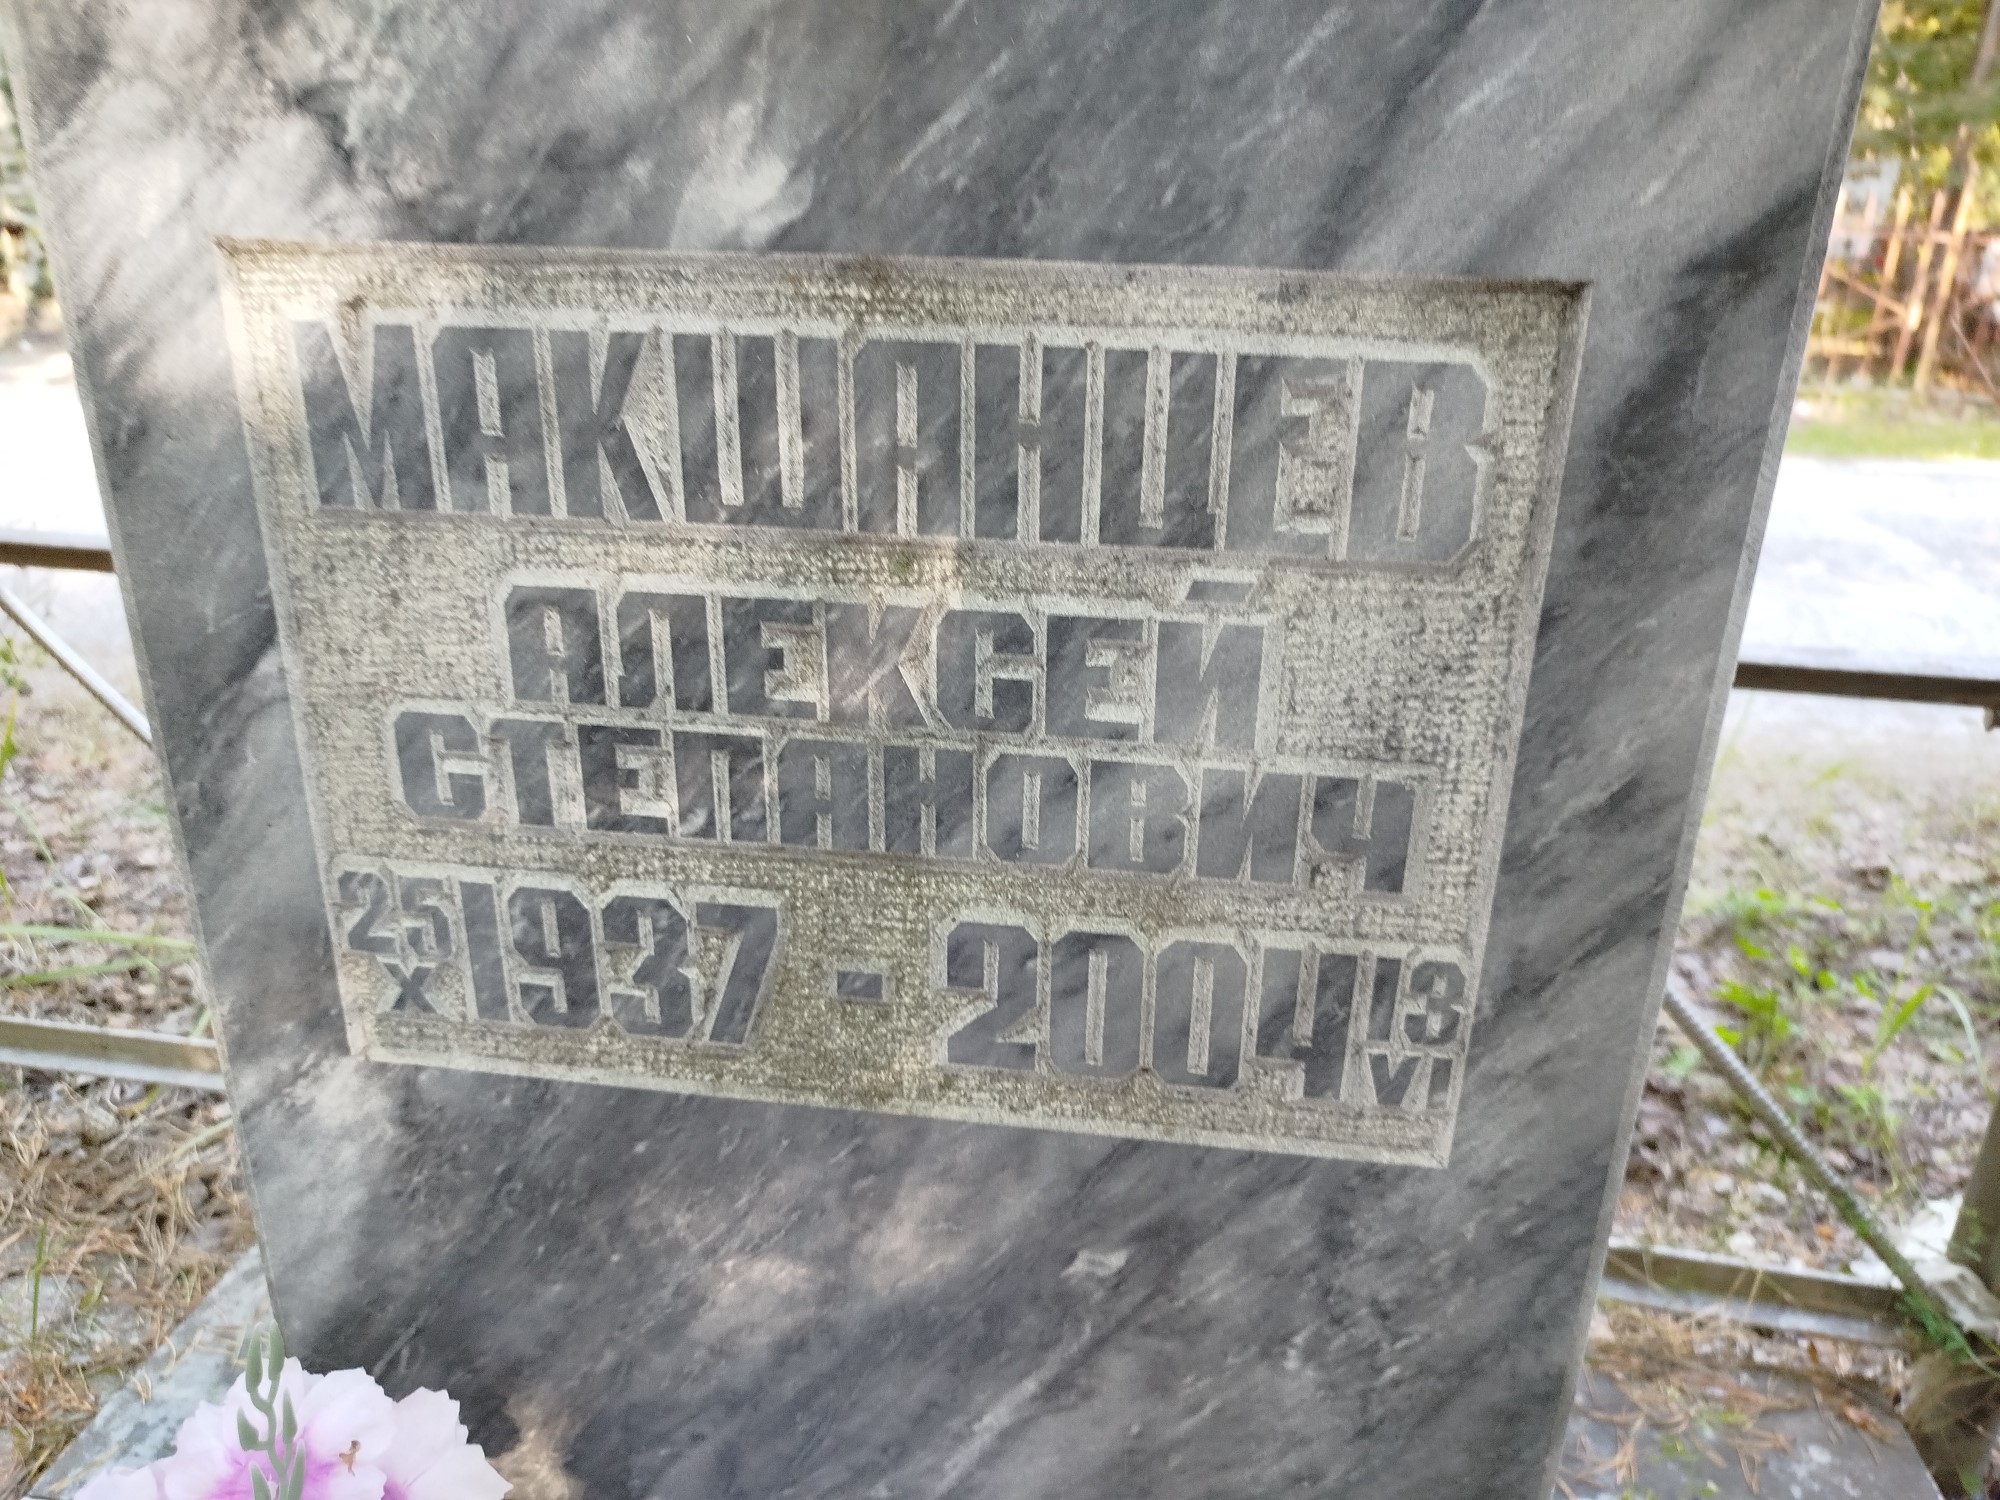 МАКШАНЦЕВ
АЛЕКСЕЙ
СТЕПАНОВИЧ
25 X 1937 - 2004 13 VI